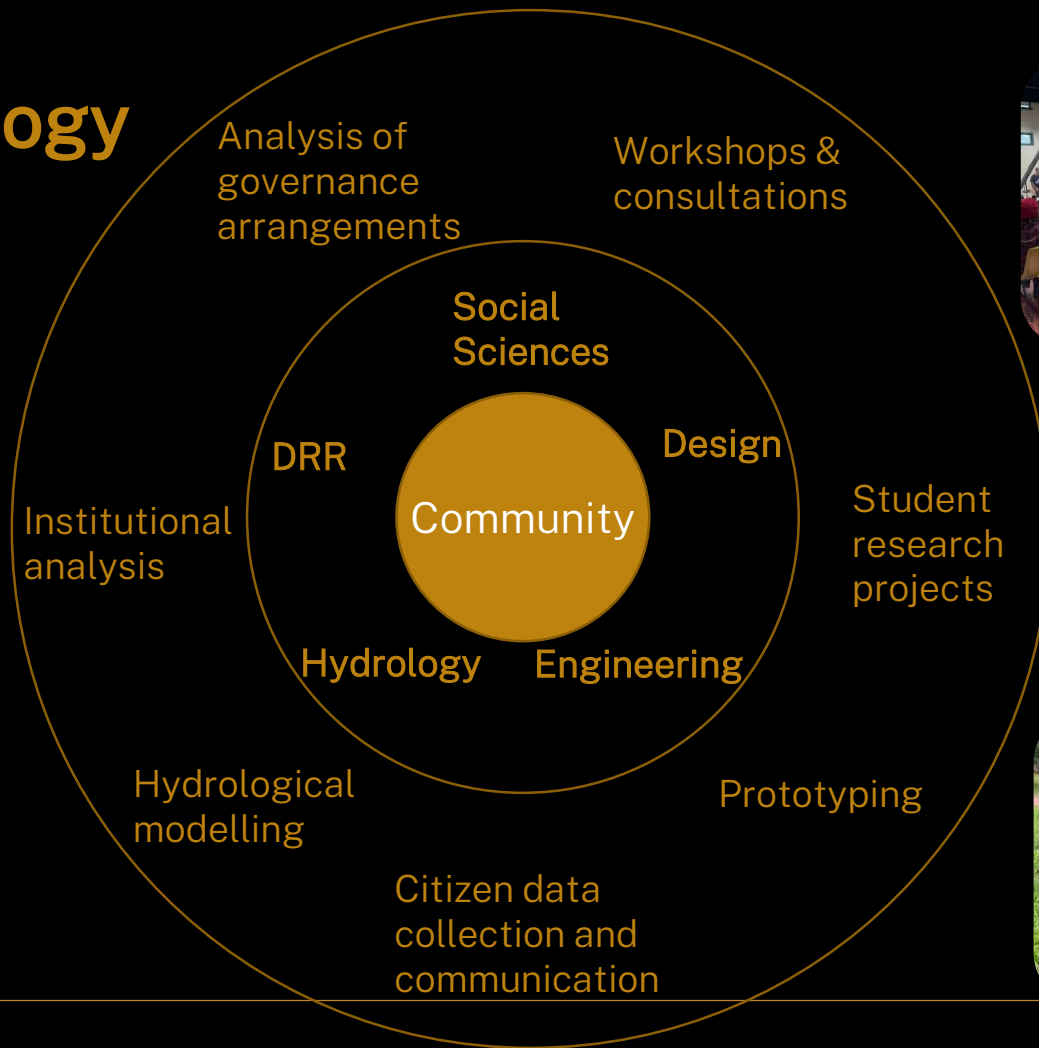 ogy
Analysis of
governance
arrangements
Workshops &
consultations
Social
Sciences
DRR
Design
Community
Institutional
analysis
Student
research
projects
Hydrology
Engineering
Hydrological
modelling
Prototyping
Citizen data
collection and
communication